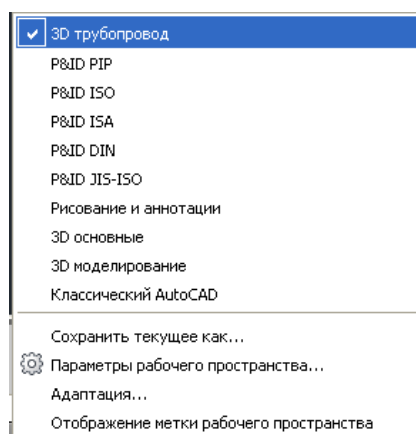 3D трубопровод
P&ID PIP
P&ID ISO
P&ID ISA
P&ID DIN
P&ID JIS-ISO
Рисование и аннотации
3D основные
3D моделирование
Классический AutoCAD
Сохранить текущее как...
Параметры рабочего пространства...
Адаптация...
Отображение метки рабочего пространства